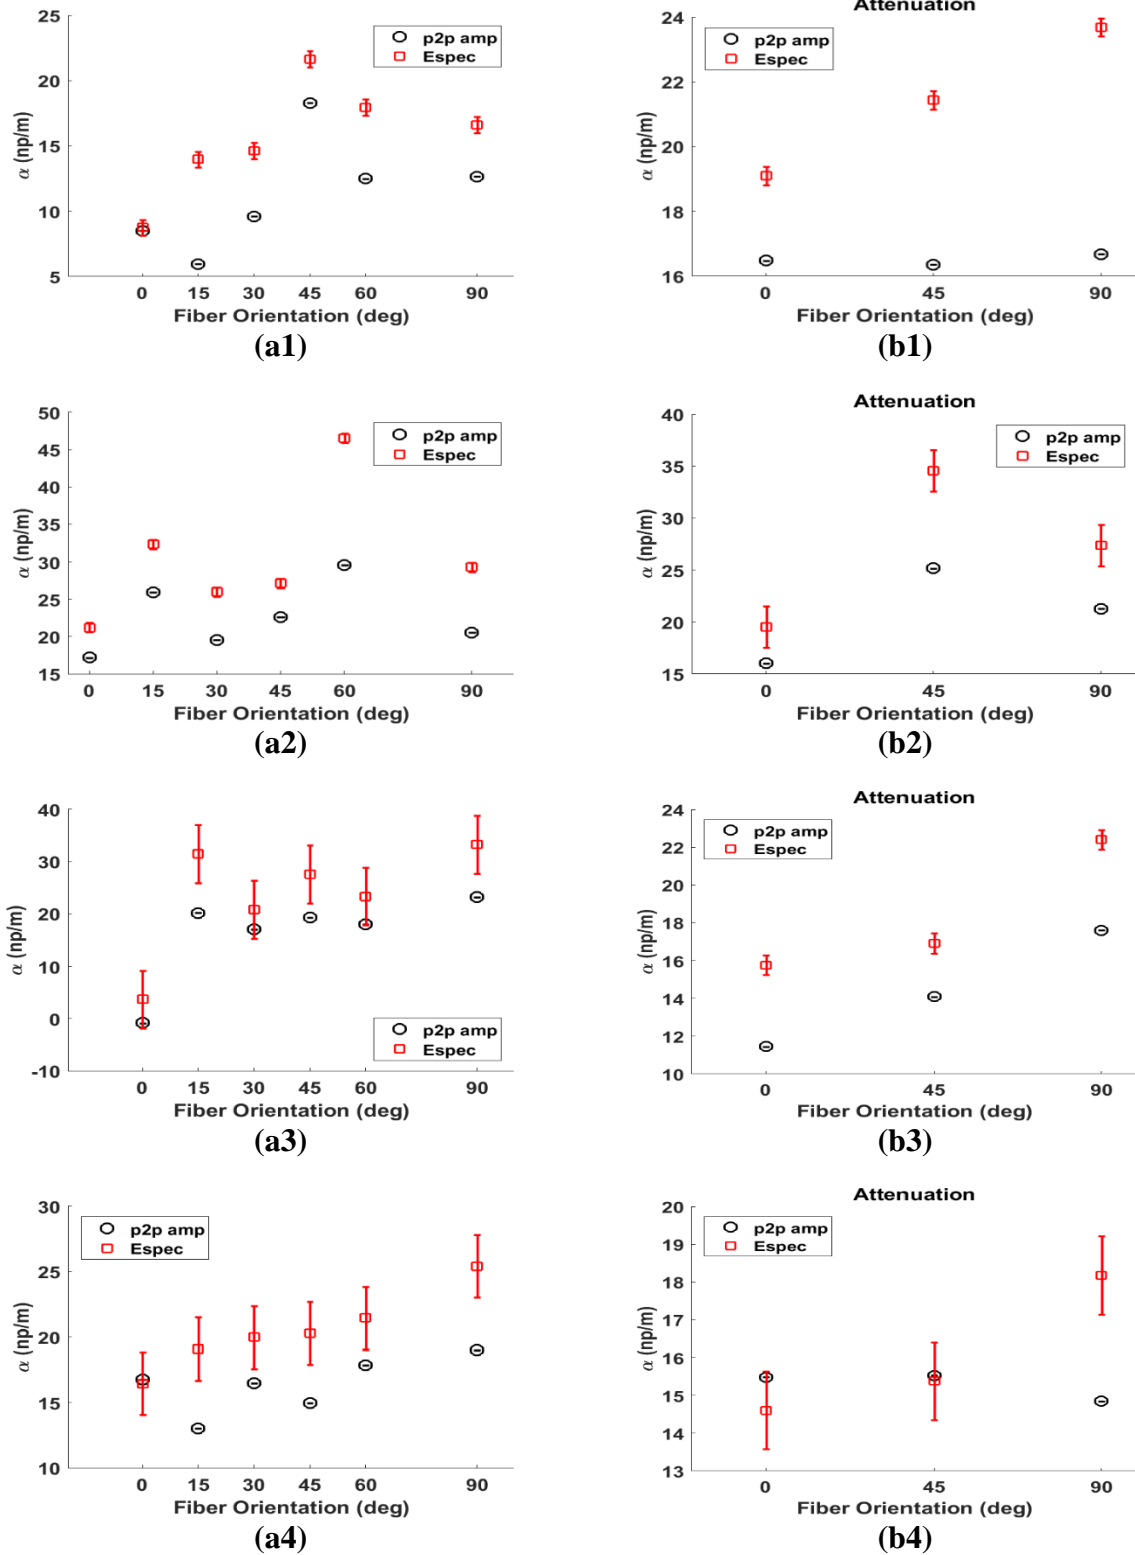 25
20
15
10
5
α (np/m)
p2p amp
Espec
0 15 30 45 60 90
Fiber Orientation (deg)
(a1)
Attenuation
24
22
20
18
16
α (np/m)
p2p amp
Espec
0 45 90
Fiber Orientation (deg)
(b1)
50
45
40
35
30
25
20
15
α (np/m)
p2p amp
Espec
0 15 30 45 60 90
Fiber Orientation (deg)
(a2)
Attenuation
40
35
30
25
20
15
α (np/m)
p2p amp
Espec
0 45 90
Fiber Orientation (deg)
(b2)
40
30
20
10
0
-10
α (np/m)
p2p amp
Espec
0 15 30 45 60 90
Fiber Orientation (deg)
(a3)
Attenuation
24
22
20
18
16
14
12
10
α (np/m)
p2p amp
Espec
0 45 90
Fiber Orientation (deg)
(b3)
30
25
20
15
10
α (np/m)
p2p amp
Espec
0 15 30 45 60 90
Fiber Orientation (deg)
(a4)
Attenuation
20
19
18
17
16
15
14
13
α (np/m)
p2p amp
Espec
0 45 90
Fiber Orientation (deg)
(b4)